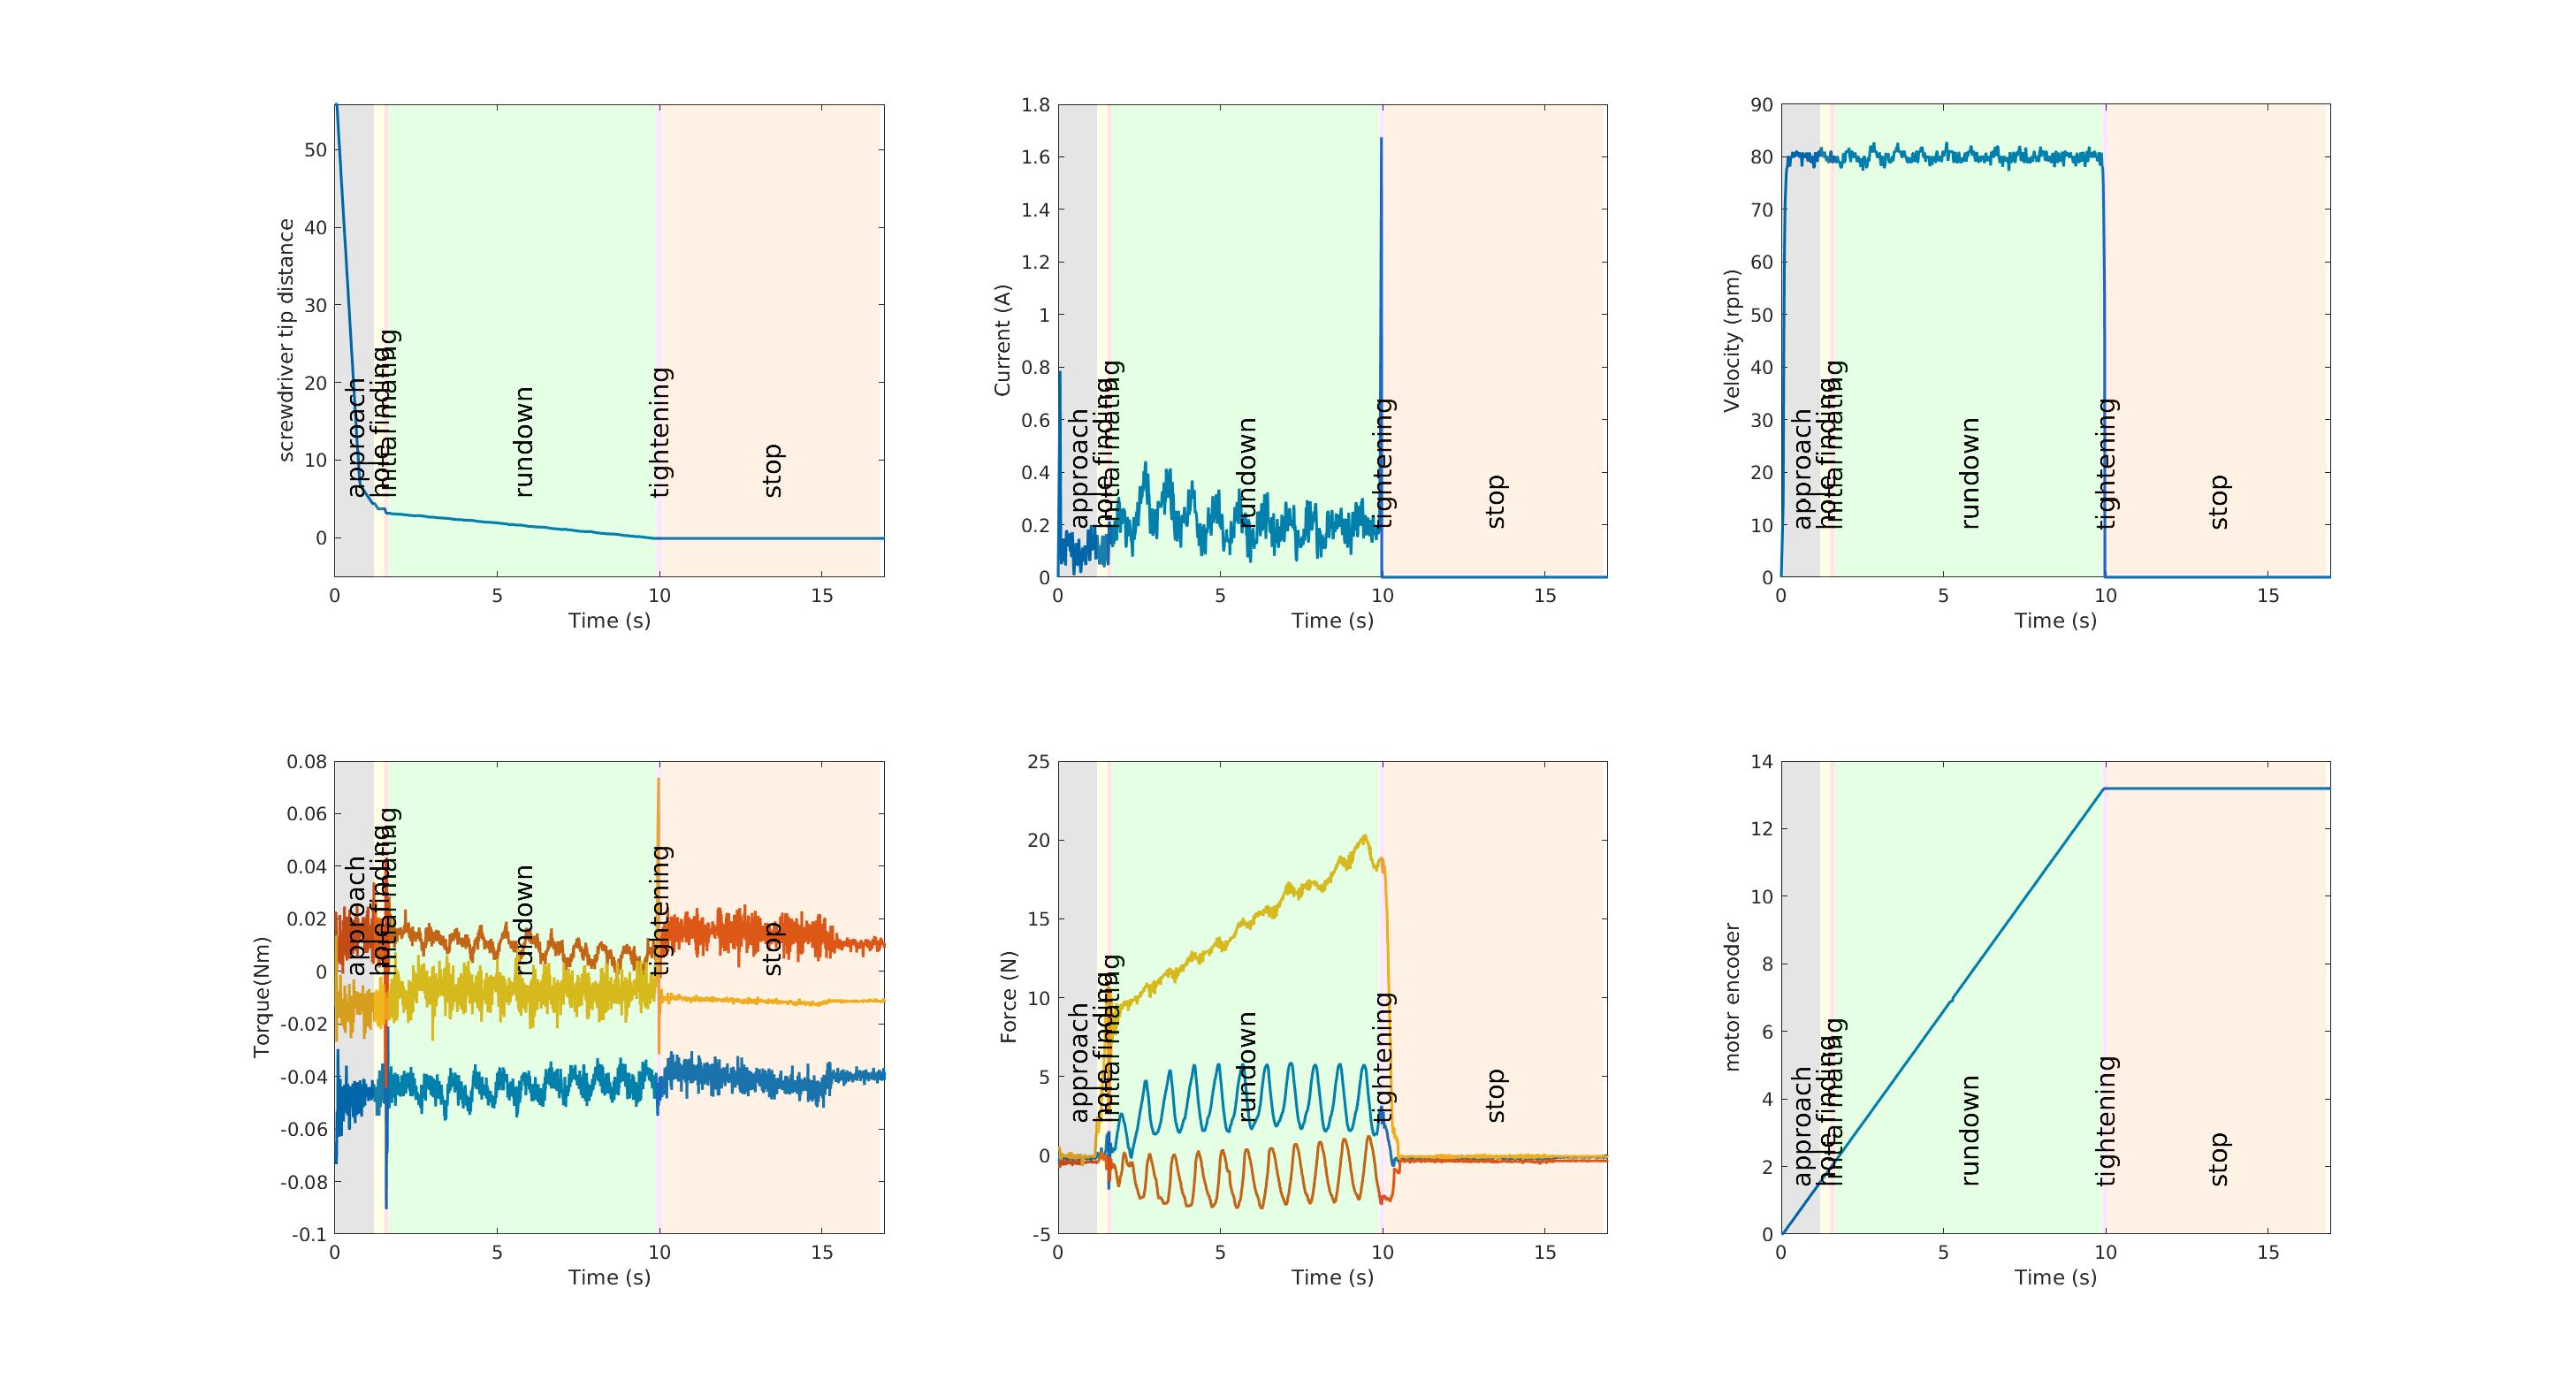 screwdriver tip distance
50
40
30
20
10
0
approach
hole finding
initial mating
rundown
tightening
stop
0 5 10 15
Time (s)
Current (A)
1.8
1.6
1.4
1.2
1
0.8
0.6
0.4
0.2
0
approach
hole finding
initial mating
rundown
tightening
stop
0 5 10 15
Time (s)
Velocity (rpm)
90
80
70
60
50
40
30
20
10
0
approach
hole finding
initial mating
rundown
tightening
stop
0 5 10 15
Time (s)
Torque(Nm)
0.08
0.06
0.04
0.02
0
-0.02
-0.04
-0.06
-0.08
-0.1
approach
hole finding
initial mating
rundown
tightening
stop
0 5 10 15
Time (s)
Force (N)
25
20
15
10
5
0
-5
approach
hole finding
initial mating
rundown
tightening
stop
0 5 10 15
Time (s)
motor encoder
14
12
10
8
6
4
2
0
approach
hole finding
initial mating
rundown
tightening
stop
0 5 10 15
Time (s)